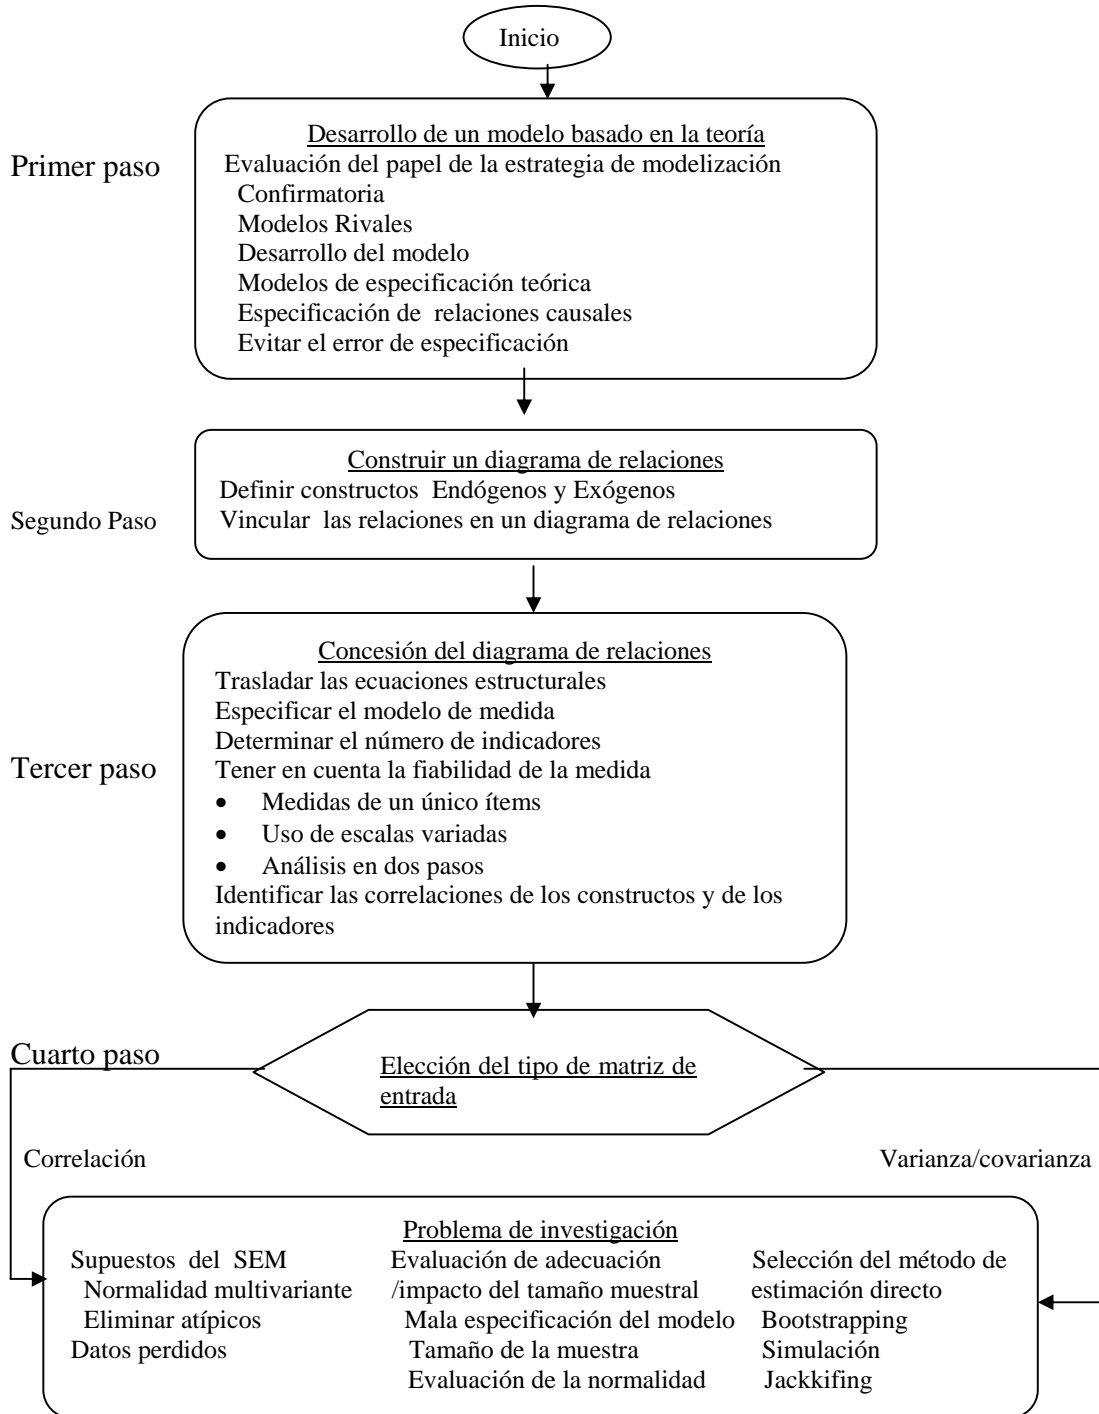 Inicio
Desarrollo de un modelo basado en la teoría
Primer paso
Evaluación del papel de la estrategia de modelización
Confirmatoria
Modelos Rivales
Desarrollo del modelo
Modelos de especificación teórica
Especificación de relaciones causales
Evitar el error de especificación
Construir un diagrama de relaciones
Definir constructos Endógenos y Exógenos
Segundo Paso
Vincular las relaciones en un diagrama de relaciones
Concesión del diagrama de relaciones
Trasladar las ecuaciones estructurales
Especificar el modelo de medida
Determinar el número de indicadores
Tercer paso
Tener en cuenta la fiabilidad de la medida
• Medidas de un único ítems
• Uso de escalas variadas
• Análisis en dos pasos
Identificar las correlaciones de los constructos y de los
indicadores
Cuarto paso
Elección del tipo de matriz de
entrada
Correlación
Varianza/covarianza
Problema de investigación
Supuestos del SEM
Normalidad multivariante
Eliminar atípicos
Datos perdidos
Evaluación de adecuación
/impacto del tamaño muestral
Mala especificación del modelo
Tamaño de la muestra
Evaluación de la normalidad
Selección del método de
estimación directo
Bootstrapping
Simulación
Jackkifing